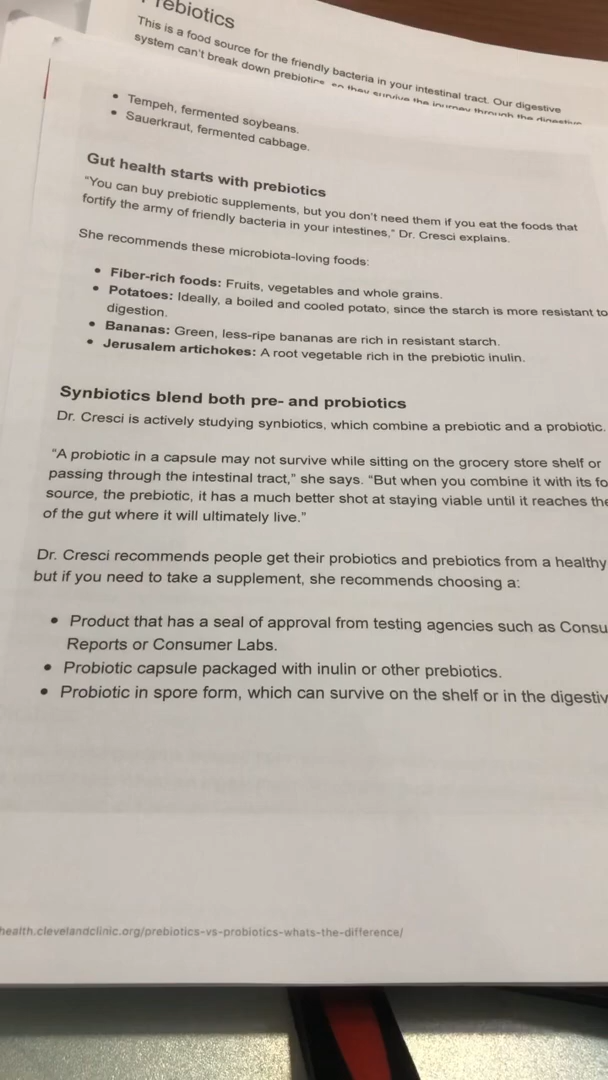 Prebiotics
This is a food source for the friendly bacteria in your intestinal tract. Our digestive
system can't break down prebiotics so they survive the journey through the digestive
• Tempeh, fermented soybeans.
• Sauerkraut, fermented cabbage.
Gut health starts with prebiotics
"You can buy prebiotic supplements, but you don't need them if you eat the foods that
fortify the army of friendly bacteria in your intestines," Dr. Cresci explains.
She recommends these microbiota-loving foods:
• Fiber-rich foods: Fruits, vegetables and whole grains.
• Potatoes: Ideally, a boiled and cooled potato, since the starch is more resistant to
digestion.
• Bananas: Green, less-ripe bananas are rich in resistant starch.
• Jerusalem artichokes: A root vegetable rich in the prebiotic inulin.
Synbiotics blend both pre- and probiotics
Dr. Cresci is actively studying synbiotics, which combine a prebiotic and a probiotic.
"A probiotic in a capsule may not survive while sitting on the grocery store shelf or
passing through the intestinal tract," she says. "But when you combine it with its fo
source, the prebiotic, it has a much better shot at staying viable until it reaches the
of the gut where it will ultimately live."
Dr. Cresci recommends people get their probiotics and prebiotics from a healthy
but if you need to take a supplement, she recommends choosing a:
• Product that has a seal of approval from testing agencies such as Consu
Reports or Consumer Labs.
• Probiotic capsule packaged with inulin or other prebiotics.
• Probiotic in spore form, which can survive on the shelf or in the digestiv
health.clevelandclinic.org/prebiotics-vs-probiotics-whats-the-difference/